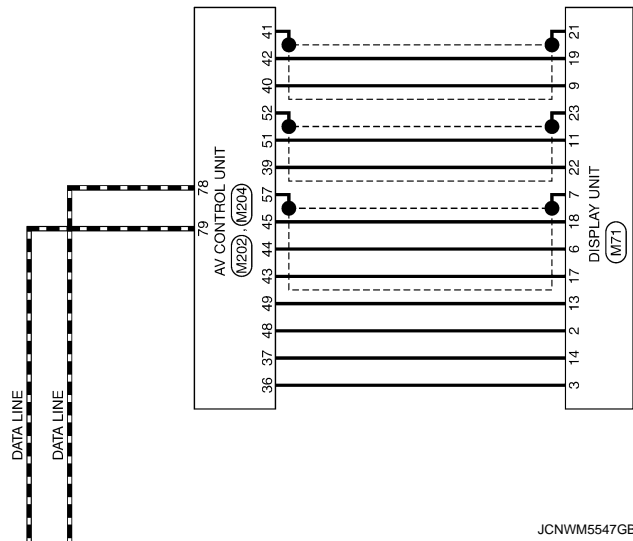 41 21
42 19
40 9
52 23
51 11
39 22
57 7
45 18
44 6
43 17
49 13
48 2
37 14
36 3
78
79
AV CONTROL UNIT
(M202) , (M204)
DISPLAY UNIT
(M71)
DATA LINE
DATA LINE
JCNWM5547GB